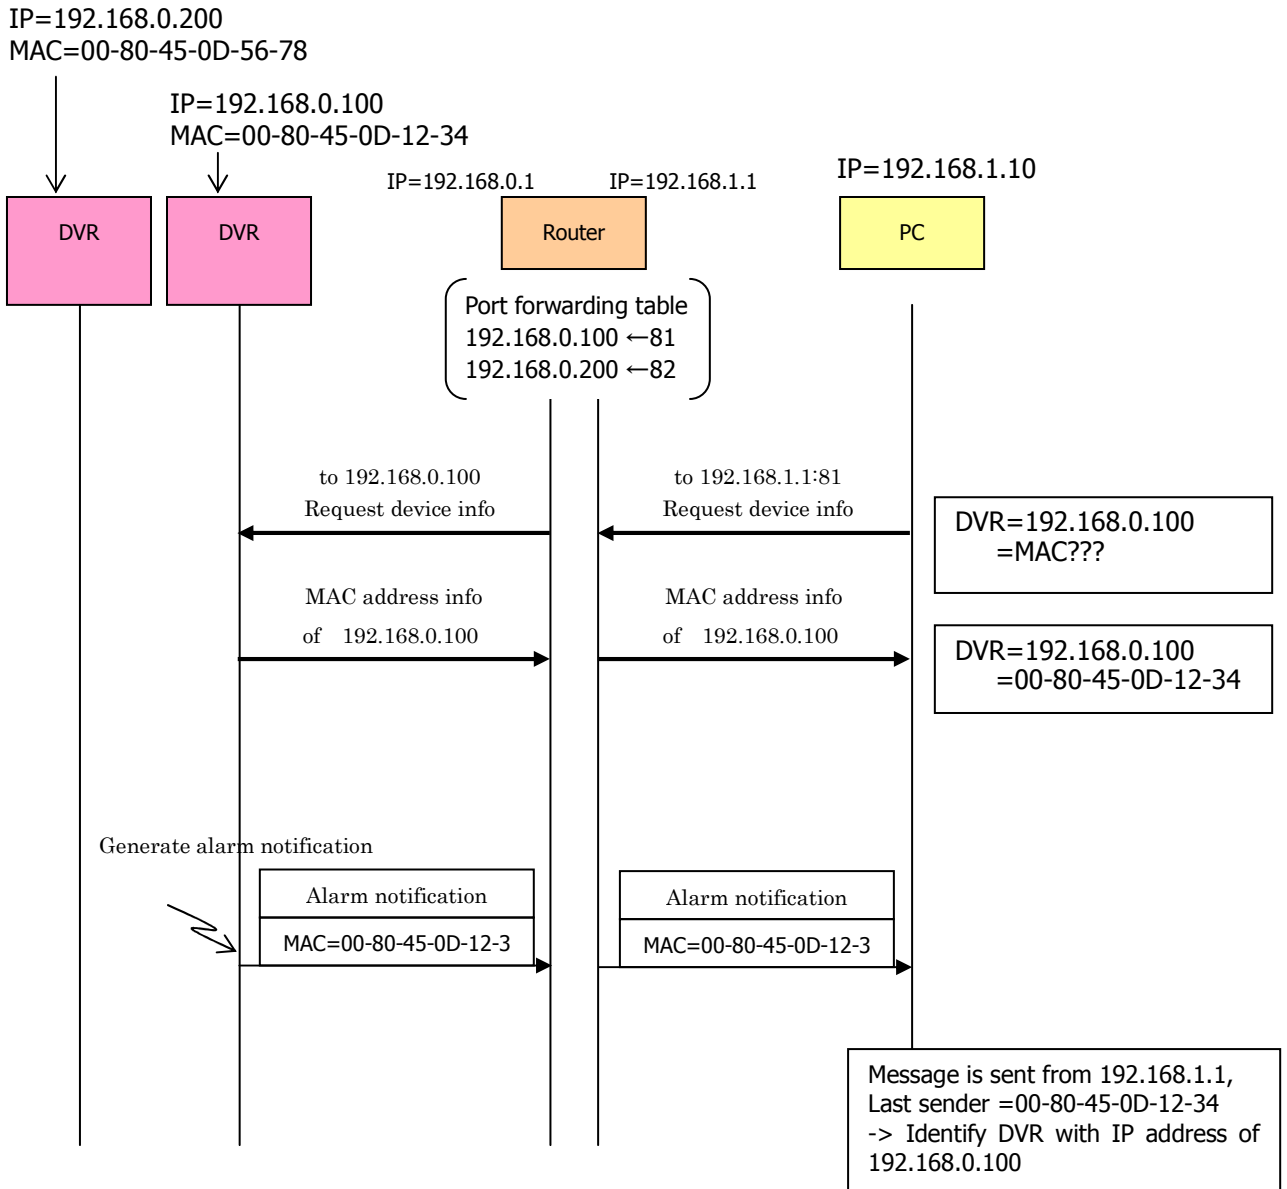 IP=192.168.0.200
MAC=00-80-45-0D-56-78
IP=192.168.0.100
MAC=00-80-45-0D-12-34
IP=192.168.0.1
IP=192.168.1.1
IP=192.168.1.10
DVR
DVR
Router
PC
Port forwarding table
192.168.0.100 ←81
192.168.0.200 ←82
to 192.168.0.100
Request device info
to 192.168.1.1:81
Request device info
DVR=192.168.0.100
=MAC???
MAC address info
of 192.168.0.100
MAC address info
of 192.168.0.100
DVR=192.168.0.100
=00-80-45-0D-12-34
Generate alarm notification
Alarm notification
MAC=00-80-45-0D-12-3
Alarm notification
MAC=00-80-45-0D-12-3
Message is sent from 192.168.1.1,
Last sender =00-80-45-0D-12-34
-> Identify DVR with IP address of
192.168.0.100